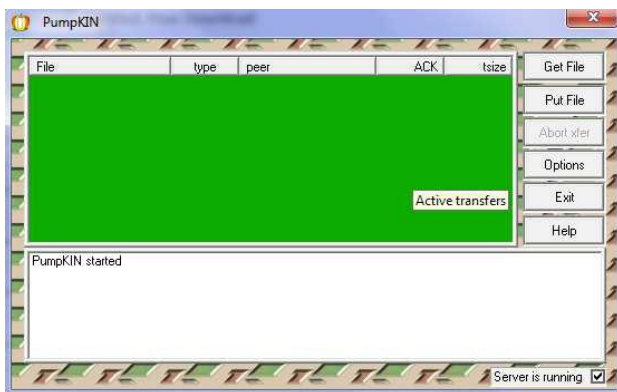 PumpKIN
File type peer ACK tsize
Get File
Put File
Abort xfer
Options
Active transfers
Exit
Help
PumpKIN started
Server is running